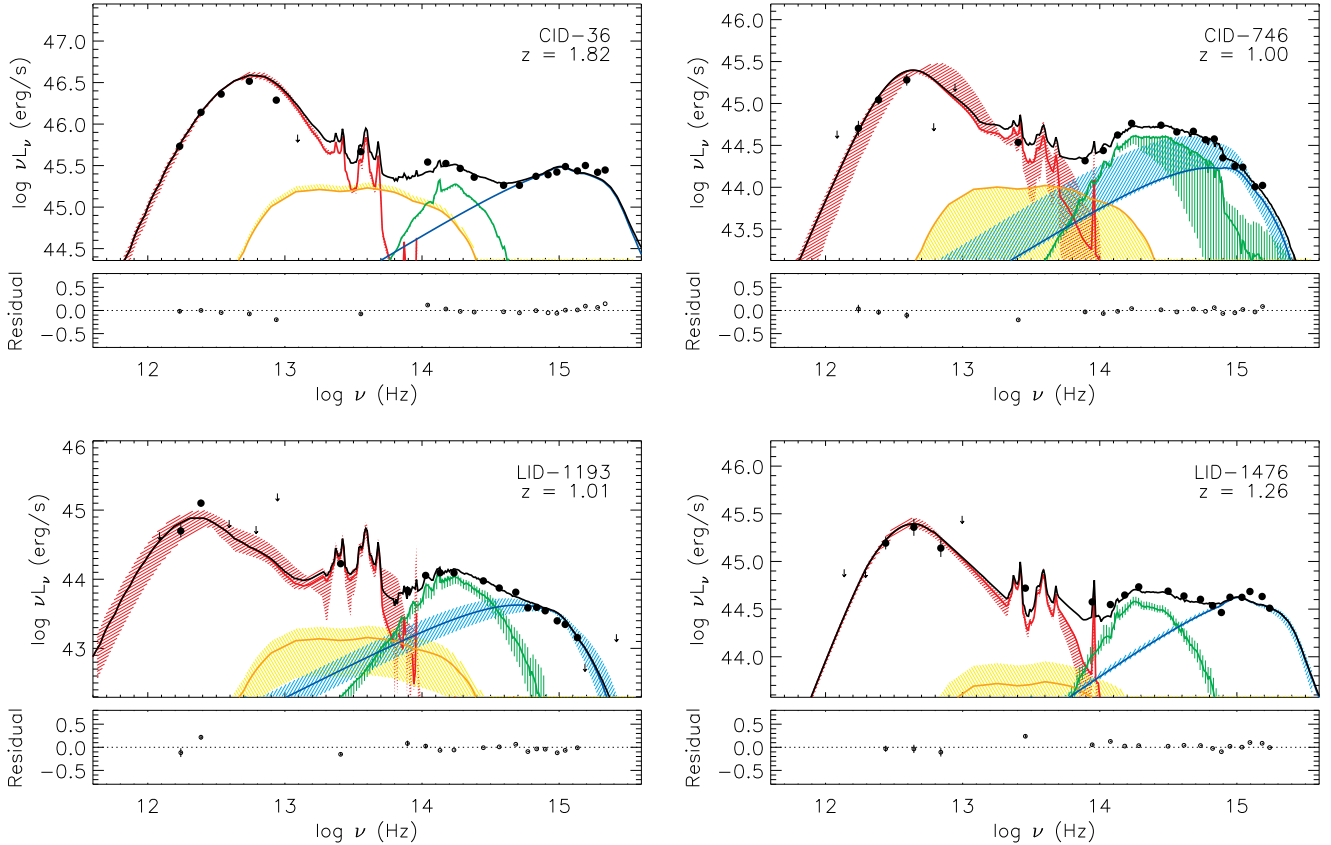 CID-36
z = 1.82
log νLν (erg/s)
47.0
46.5
46.0
45.5
45.0
44.5
Residual
0.5
0.0
-0.5
12 13 14 15
log ν (Hz)
CID-746
z = 1.00
log νLν (erg/s)
46.0
45.5
45.0
44.5
44.0
43.5
Residual
0.5
0.0
-0.5
12 13 14 15
log ν (Hz)
LID-1193
z = 1.01
log νLν (erg/s)
46
45
44
43
Residual
0.5
0.0
-0.5
12 13 14 15
log ν (Hz)
LID-1476
z = 1.26
log νLν (erg/s)
46.0
45.5
45.0
44.5
44.0
Residual
0.5
0.0
-0.5
12 13 14 15
log ν (Hz)